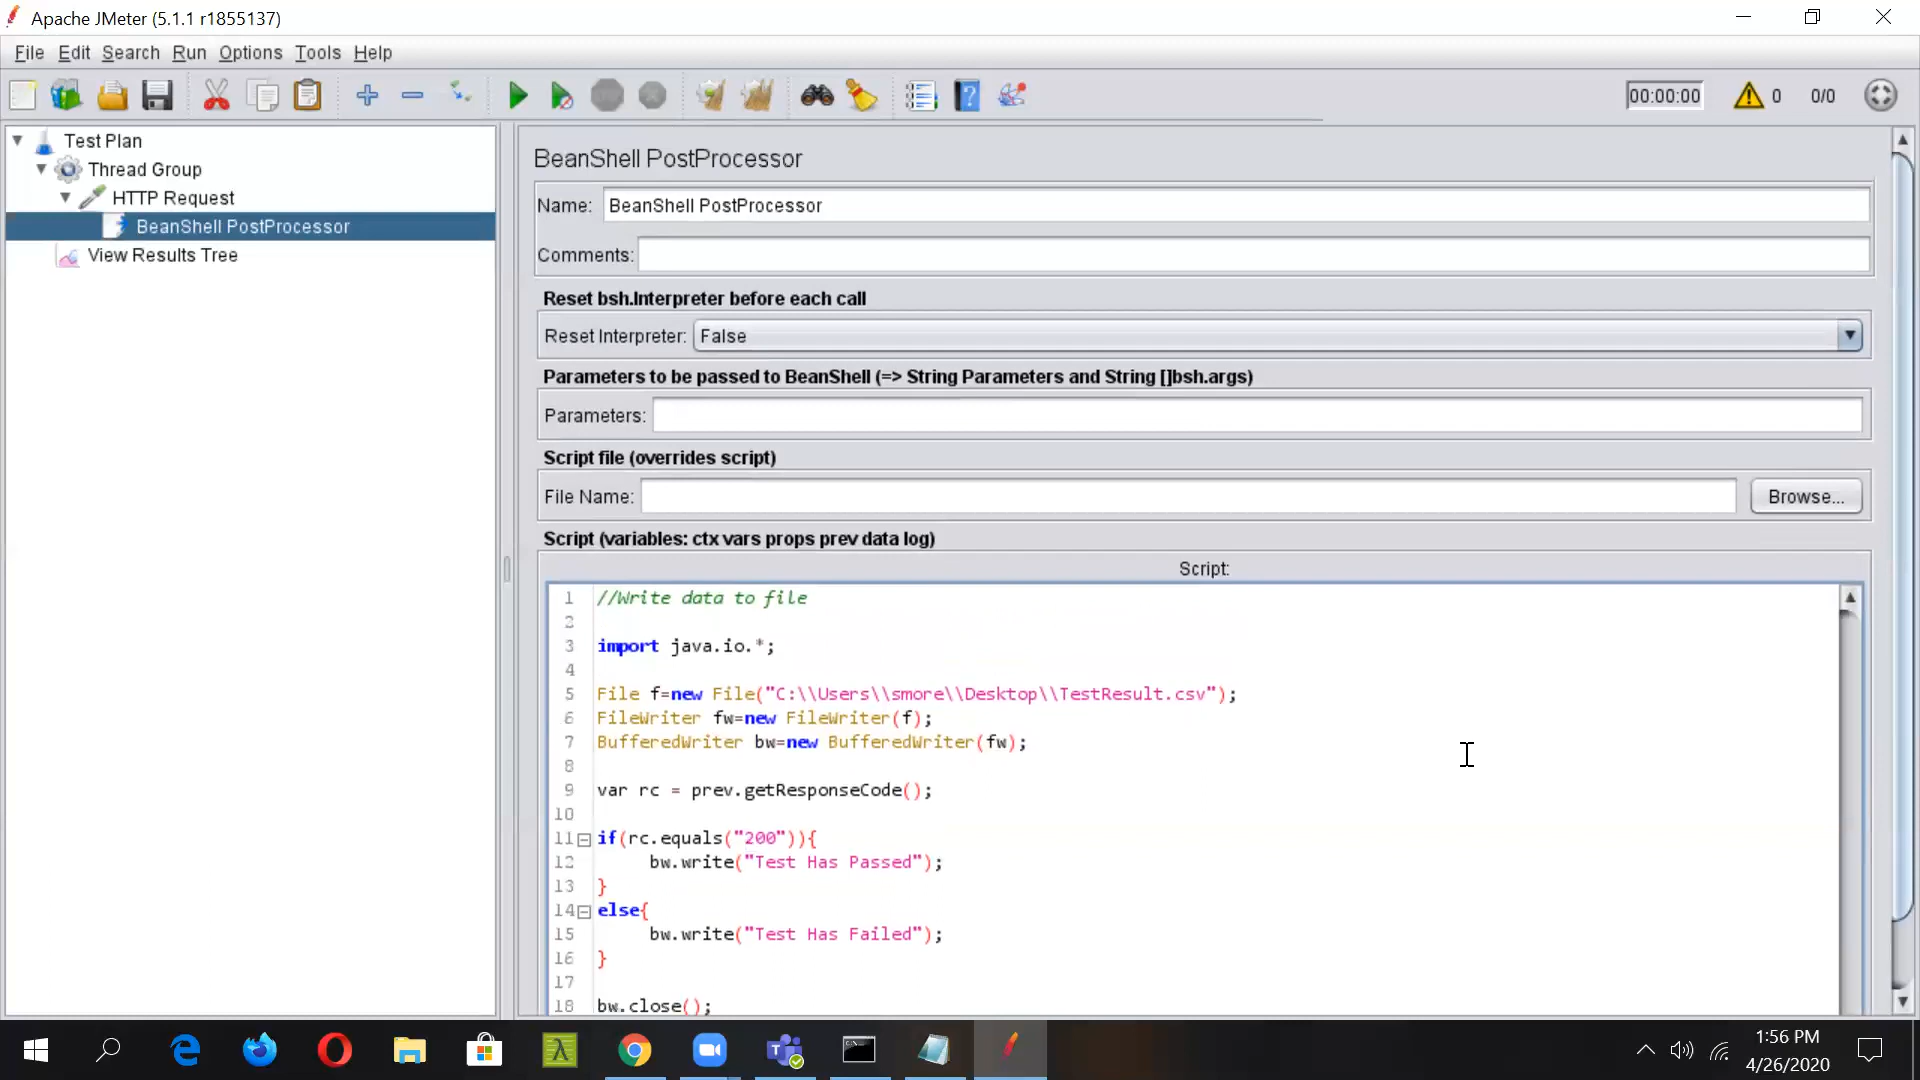 Apache JMeter (5.1.1 r1855137)
File Edit Search Run Options Tools Help
00:00:00 0 0/0
Test Plan
Thread Group
HTTP Request
BeanShell PostProcessor
View Results Tree
BeanShell PostProcessor
Name: BeanShell PostProcessor
Comments:
Reset bsh.Interpreter before each call
Reset Interpreter: False
Parameters to be passed to BeanShell (=> String Parameters and String []bsh.args)
Parameters:
Script file (overrides script)
File Name: Browse...
Script (variables: ctx vars props prev data log)
Script:
1 //Write data to file
2
3 import java.io.*;
4
5 File f=new File("C:\\Users\\smore\\Desktop\\TestResult.csv");
6 FileWriter fw=new FileWriter(f);
7 BufferedWriter bw=new BufferedWriter(fw);
8
9 var rc = prev.getResponseCode();
10
11 if(rc.equals("200")){
12 bw.write("Test Has Passed");
13 }
14 else{
15 bw.write("Test Has Failed");
16 }
17
18 bw.close();
1:56 PM
4/26/2020